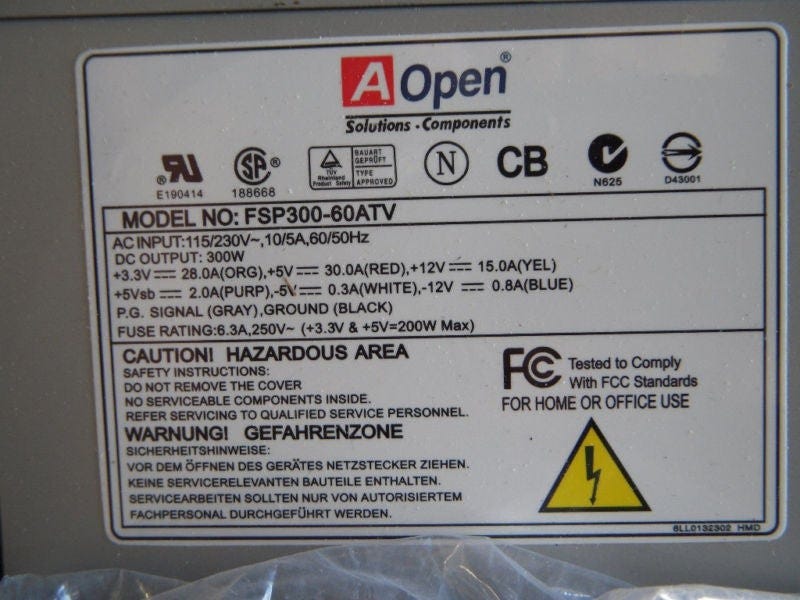 AOpen®
Solutions · Components
® RU E190414
SA® 188668
TÜV Rheinland Product Safety
BAUART GEPRÜFT
TYPE APPROVED
N
CB
N625
D43001
MODEL NO: FSP300-60ATV
AC INPUT:115/230V~,10/5A,60/50Hz
DC OUTPUT: 300W
+3.3V ⎓ 28.0A(ORG),+5V ⎓ 30.0A(RED),+12V ⎓ 15.0A(YEL)
+5Vsb ⎓ 2.0A(PURP),-5V ⎓ 0.3A(WHITE),-12V ⎓ 0.8A(BLUE)
P.G. SIGNAL (GRAY),GROUND (BLACK)
FUSE RATING:6.3A,250V~ (+3.3V & +5V=200W Max)
CAUTION! HAZARDOUS AREA
SAFETY INSTRUCTIONS:
DO NOT REMOVE THE COVER
NO SERVICEABLE COMPONENTS INSIDE.
REFER SERVICING TO QUALIFIED SERVICE PERSONNEL.
WARNUNG! GEFAHRENZONE
SICHERHEITSHINWEISE:
VOR DEM ÖFFNEN DES GERÄTES NETZSTECKER ZIEHEN.
KEINE SERVICERELEVANTEN BAUTEILE ENTHALTEN.
SERVICEARBEITEN SOLLTEN NUR VON AUTORISIERTEM
FACHPERSONAL DURCHGEFÜHRT WERDEN.
FC Tested to Comply
With FCC Standards
FOR HOME OR OFFICE USE
6LL0132302 HMD